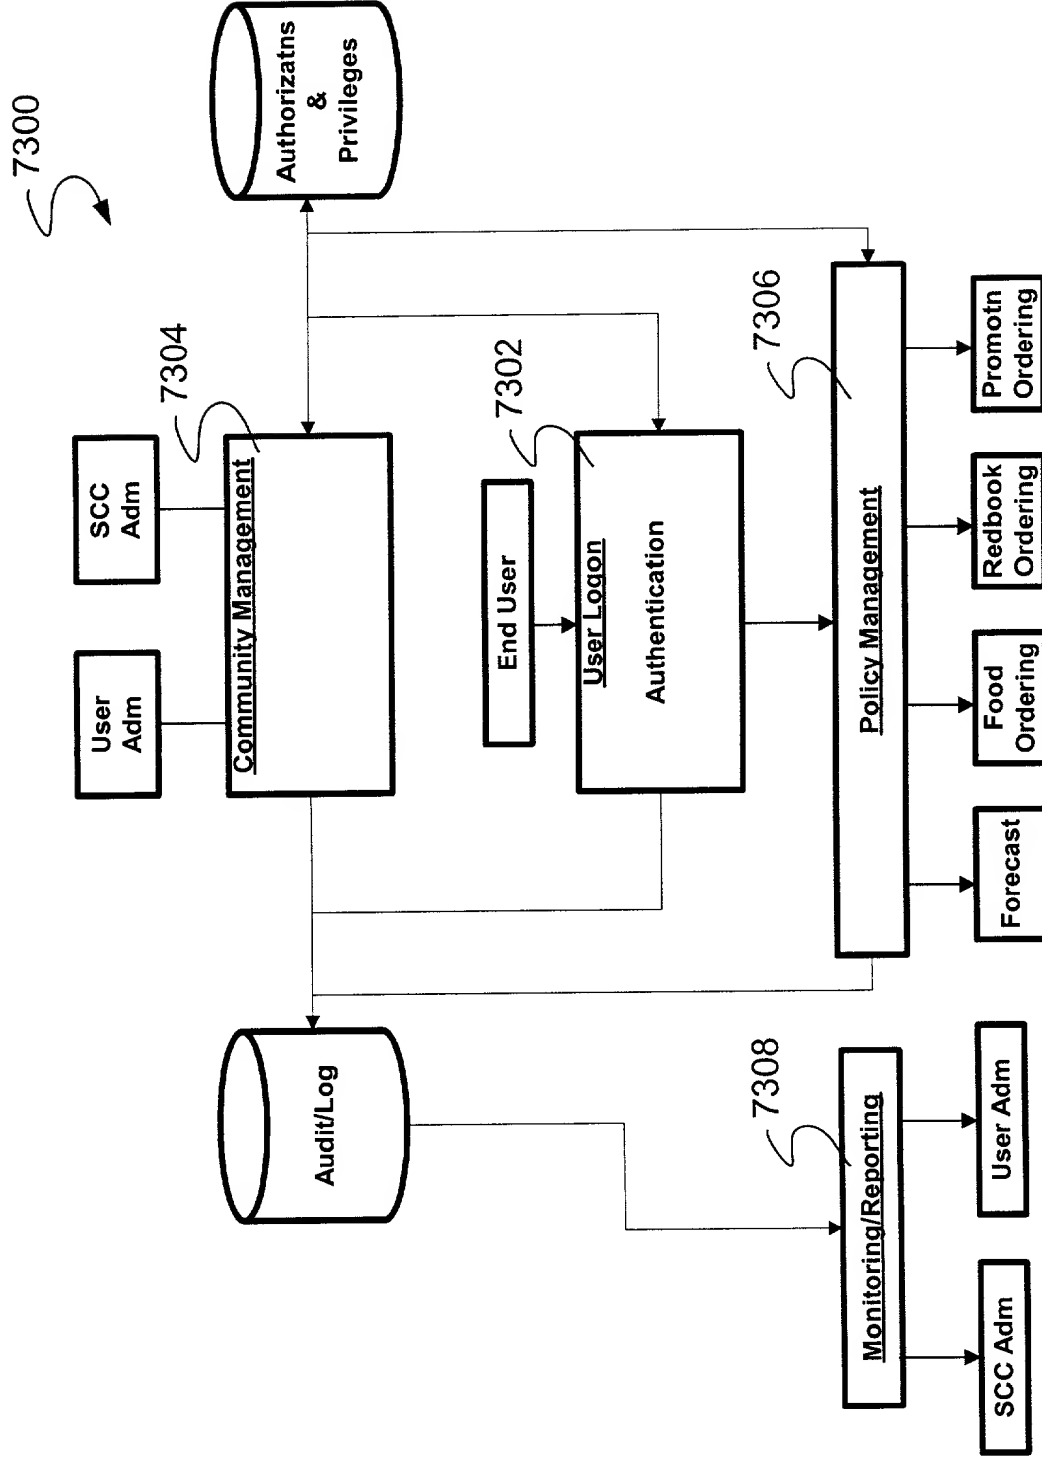 7300
User
Adm
SCC
Adm
7304
Community Management
Authorizatns
&
Privileges
End User
7302
User Logon
Authentication
Audit/Log
7306
Policy Management
7308
Monitoring/Reporting
SCC Adm
User Adm
Forecast
Food
Ordering
Redbook
Ordering
Promotn
Ordering